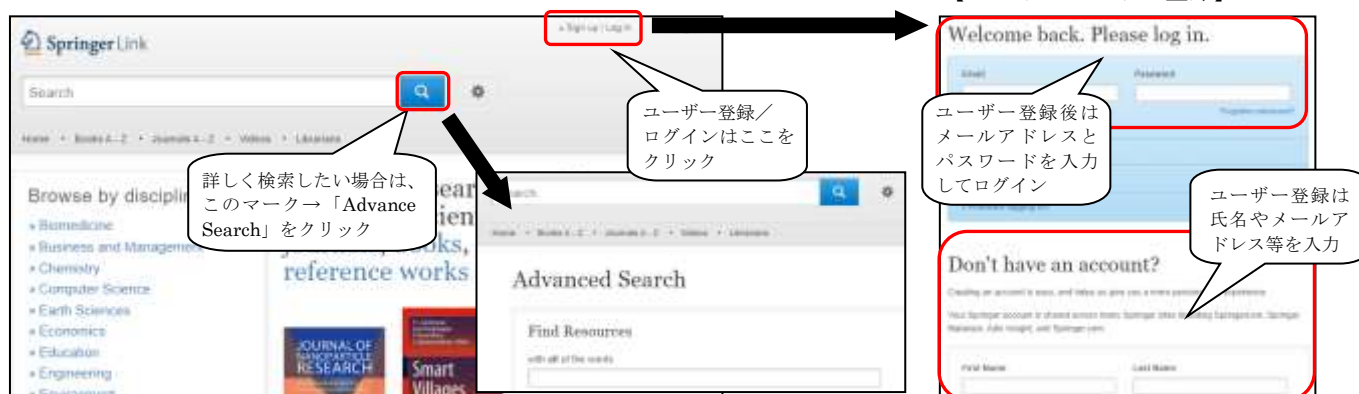 Springer Link
» Sign up / Log in
Search
Home • Books A - Z • Journals A - Z • Videos • Librarians
ユーザー登録／
ログインはここを
クリック
詳しく検索したい場合は、
このマーク→「Advance
Search」をクリック
Browse by discipline
» Biomedicine
» Business and Management
» Chemistry
» Computer Science
» Earth Sciences
» Economics
» Education
» Engineering
reference works
JOURNAL OF
NANOPARTICLE
RESEARCH
Smart
Villages
Home • Books A - Z • Journals A - Z • Videos • Librarians
Advanced Search
Find Resources
with all of the words
Welcome back. Please log in.
Email
Password
ユーザー登録後は
メールアドレスと
パスワードを入力
してログイン
ユーザー登録は
氏名やメールア
ドレス等を入力
Don't have an account?
First Name
Last Name